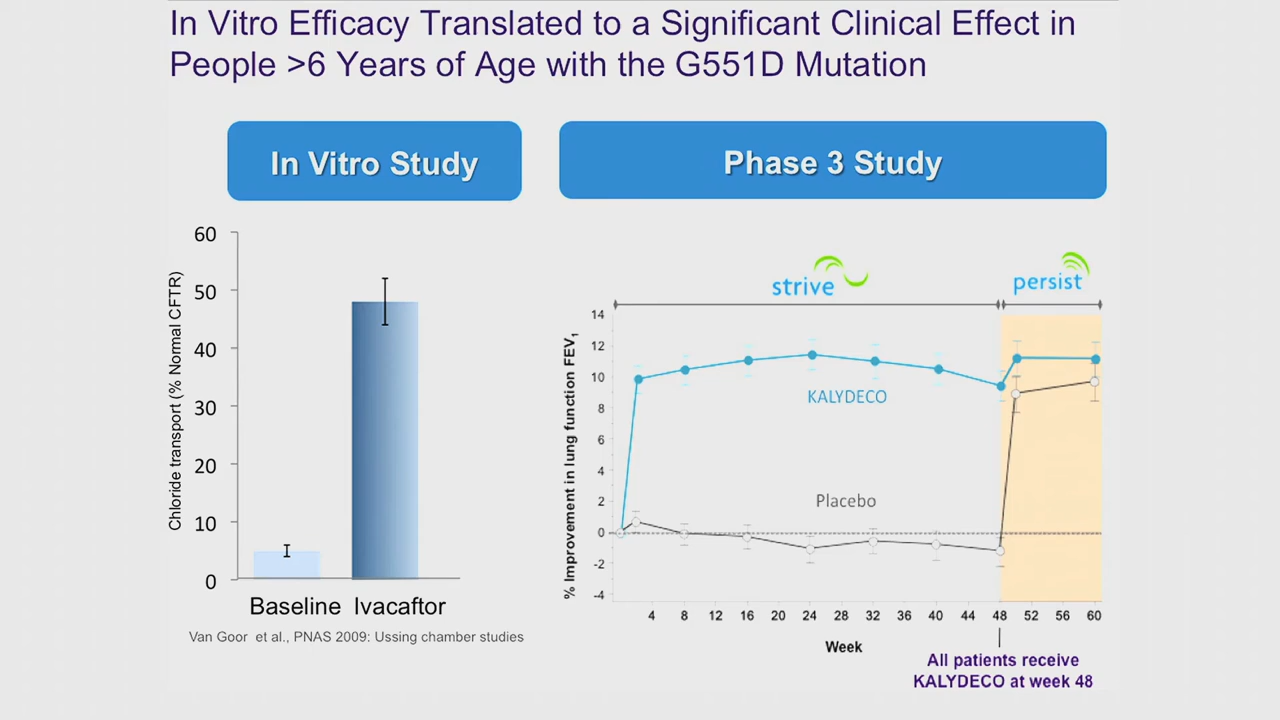 In Vitro Efficacy Translated to a Significant Clinical Effect in
People >6 Years of Age with the G551D Mutation
In Vitro Study
Phase 3 Study
Chloride transport (% Normal CFTR)
60
50
40
30
20
10
0
Baseline Ivacaftor
Van Goor et al., PNAS 2009: Ussing chamber studies
strive
persist
% Improvement in lung function FEV1
14
12
10
8
6
4
2
0
-2
-4
KALYDECO
Placebo
4 8 12 16 20 24 28 32 36 40 44 48 52 56 60
Week
All patients receive
KALYDECO at week 48